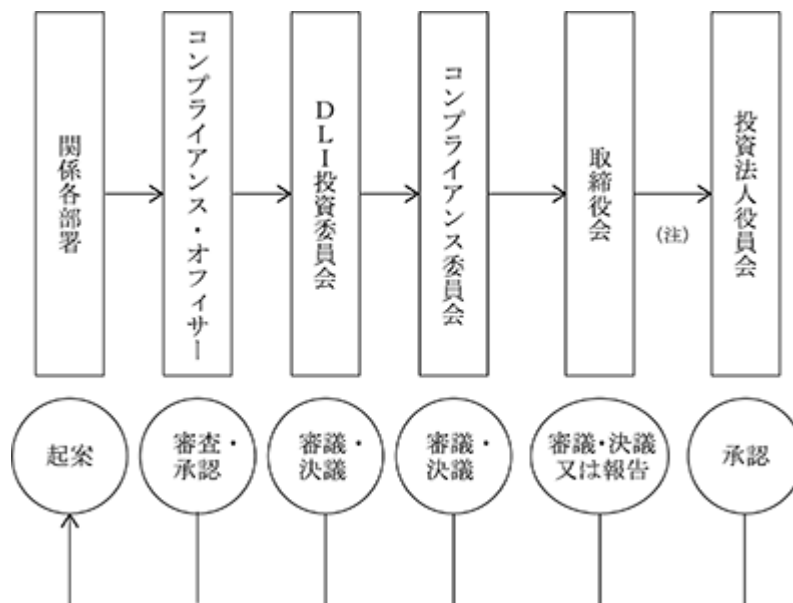 関係各部署
コンプライアンス・オフィサー
DLI投資委員会
コンプライアンス委員会
取締役会
(注)
投資法人役員会
起案
審査・
承認
審議・
決議
審議・
決議
審議・決議
又は報告
承認